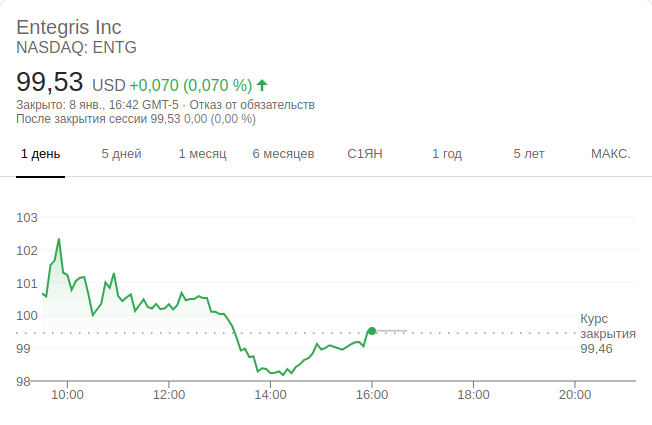 Entegris Inc
NASDAQ: ENTG
99,53 USD +0,070 (0,070 %)
Закрыто: 8 янв., 16:42 GMT-5 · Отказ от обязательств
После закрытия сессии 99,53 0,00 (0,00 %)
1 день 5 дней 1 месяц 6 месяцев С1ЯН 1 год 5 лет МАКС.
103
102
101
100
99
98
Курс
закрытия
99,46
10:00 12:00 14:00 16:00 18:00 20:00